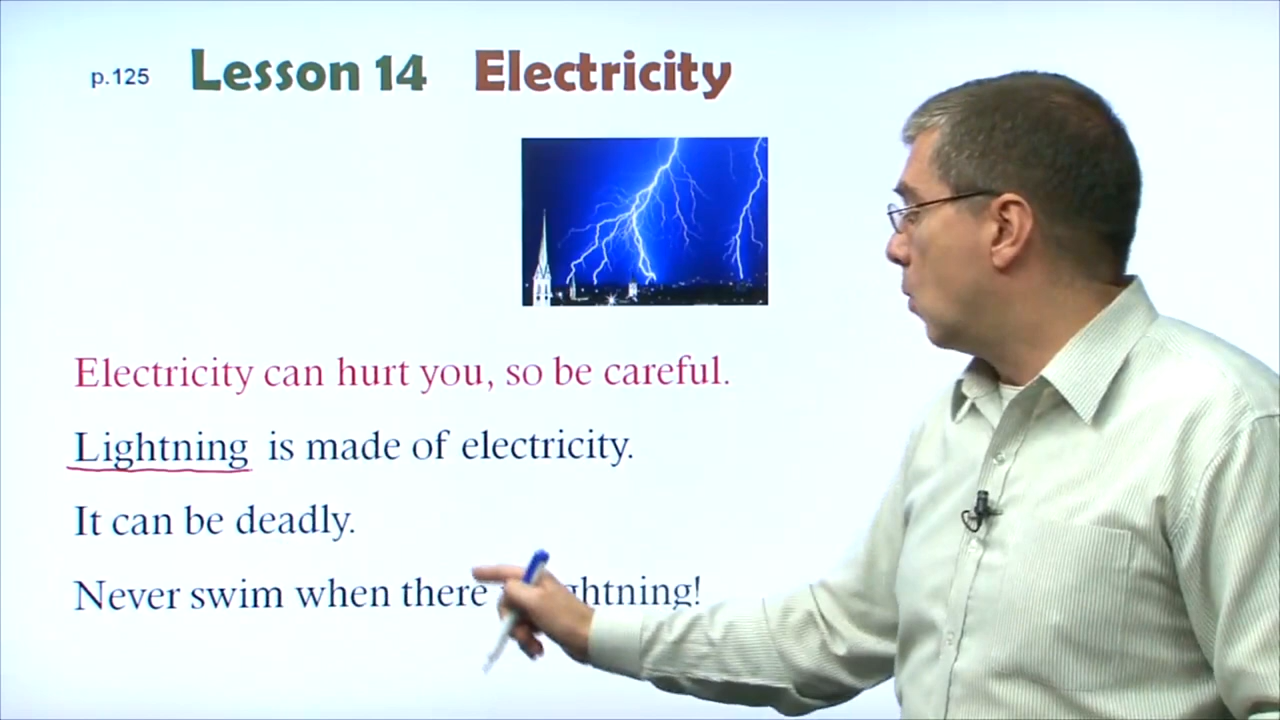 p.125 Lesson 14 Electricity
Electricity can hurt you, so be careful.
Lightning is made of electricity.
It can be deadly.
Never swim when there lightning!